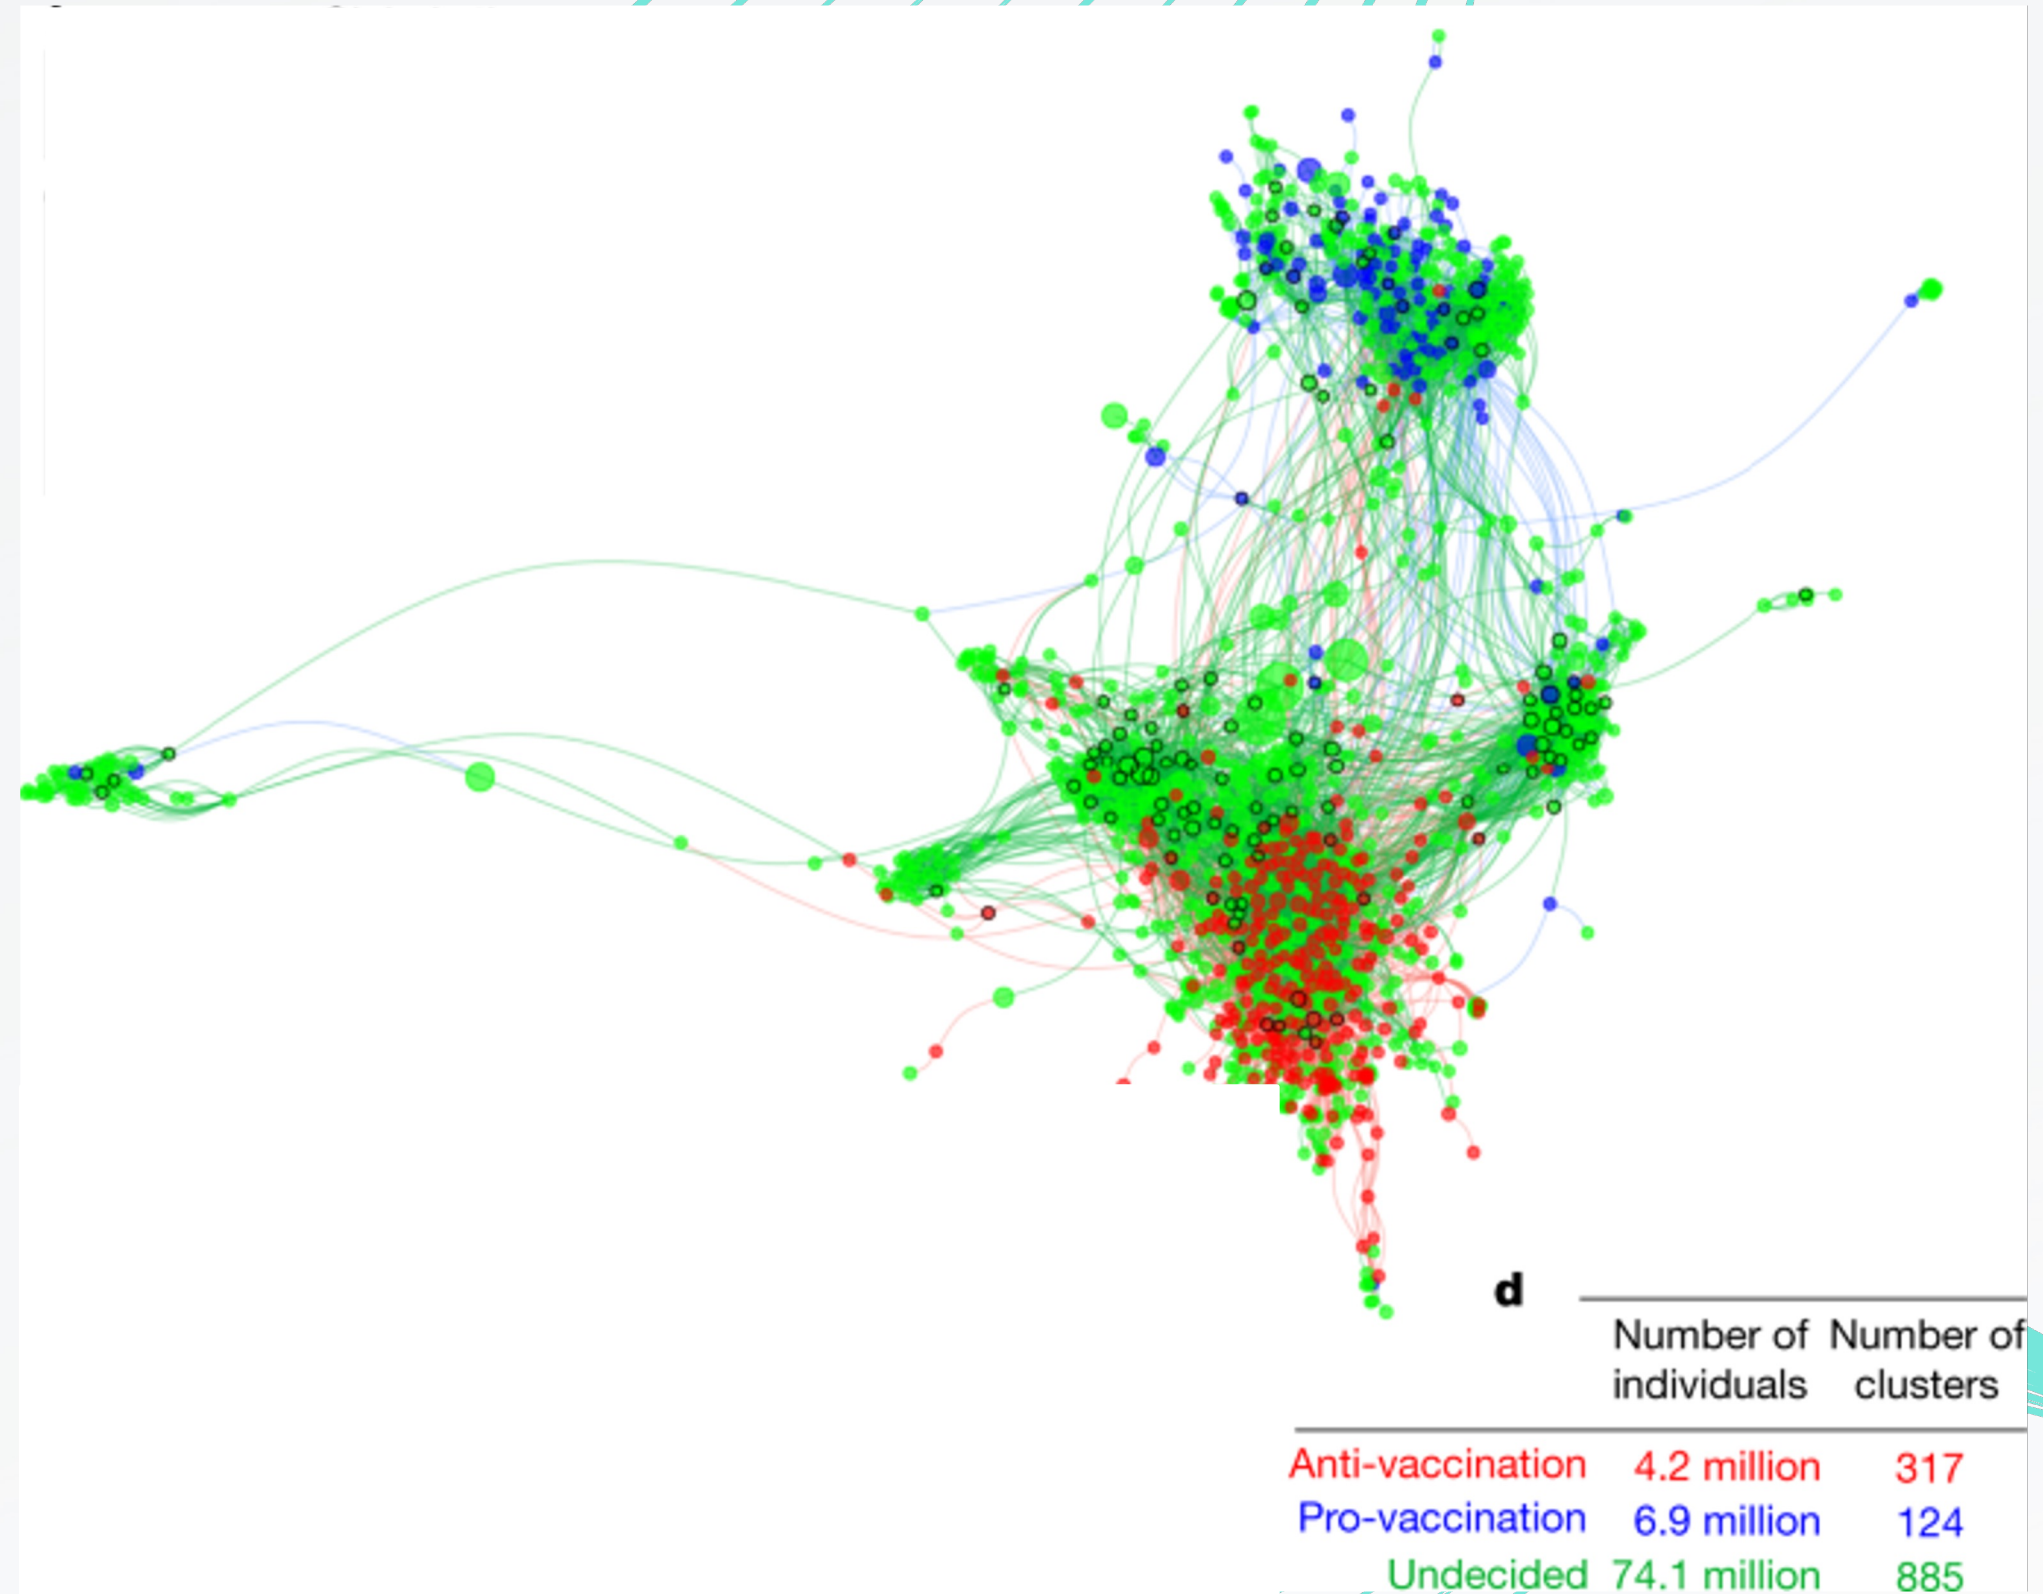 d
Number of Number of
individuals clusters
Anti-vaccination 4.2 million 317
Pro-vaccination 6.9 million 124
Undecided 74.1 million 885